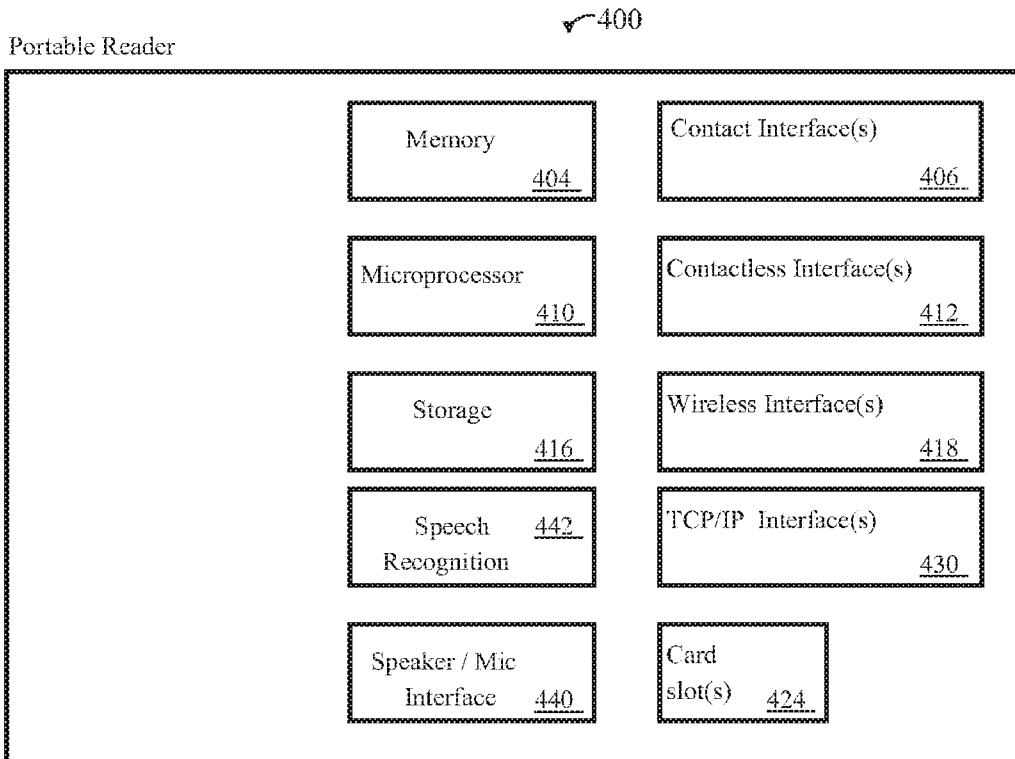 400
Portable Reader
Memory
404
Contact Interface(s)
406
Microprocessor
410
Contactless Interface(s)
412
Storage
416
Wireless Interface(s)
418
Speech 442
Recognition
TCP/IP Interface(s)
430
Speaker / Mic
Interface 440
Card
slot(s) 424